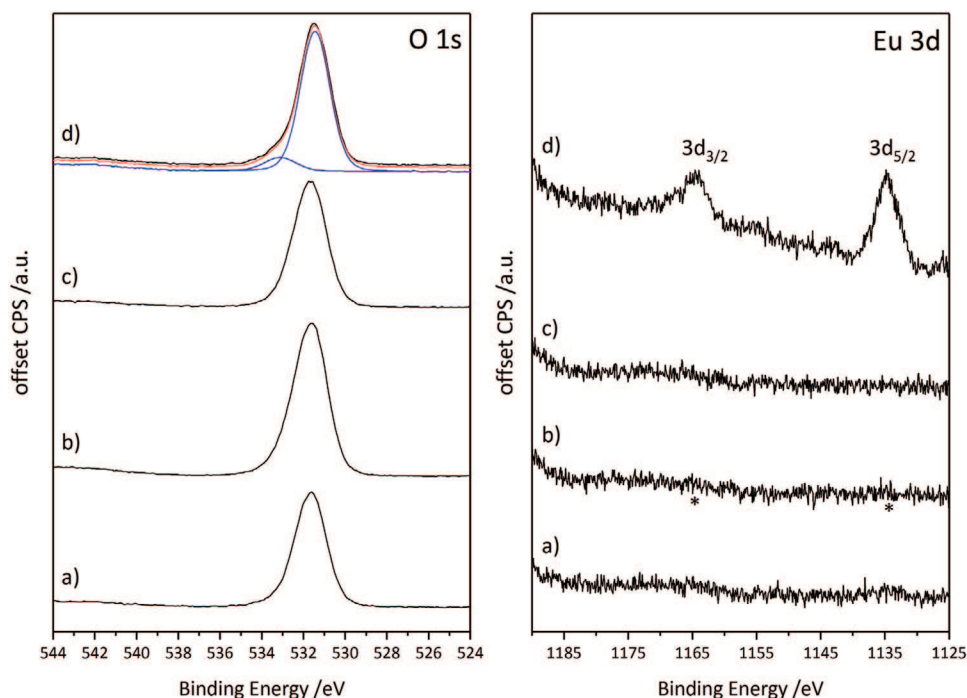 O 1s
d)
c)
b)
a)
offset CPS /a.u.
544 542 540 538 536 534 532 530 528 526 524
Binding Energy /eV
Eu 3d
d)
3d3/2
3d5/2
c)
b)
* *
a)
offset CPS /a.u.
1185 1175 1165 1155 1145 1135 1125
Binding Energy /eV